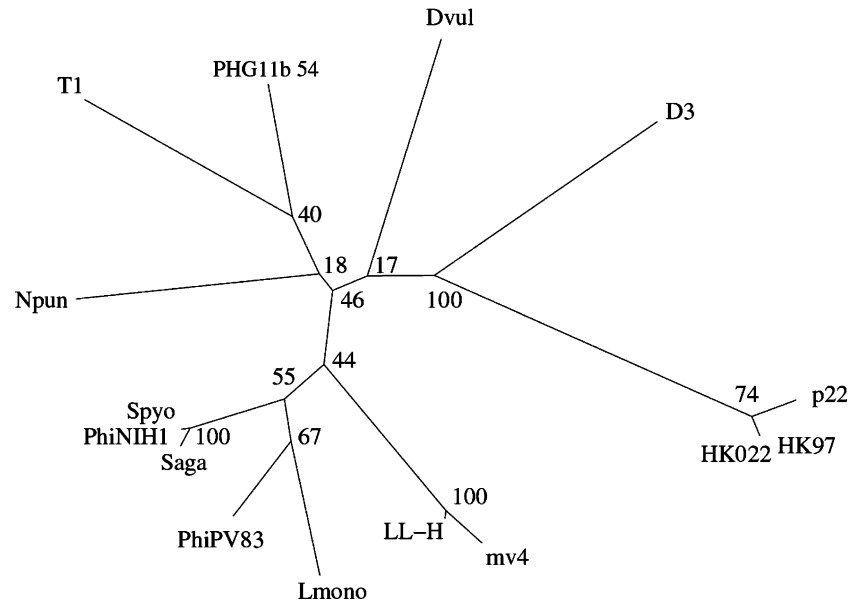 Dvul
PHG11b 54
T1
D3
40
18
17
Npun
46
100
44
55
74
p22
Spyo
PhiNIH1
100
67
HK022
HK97
Saga
100
LL-H
PhiPV83
mv4
Lmono